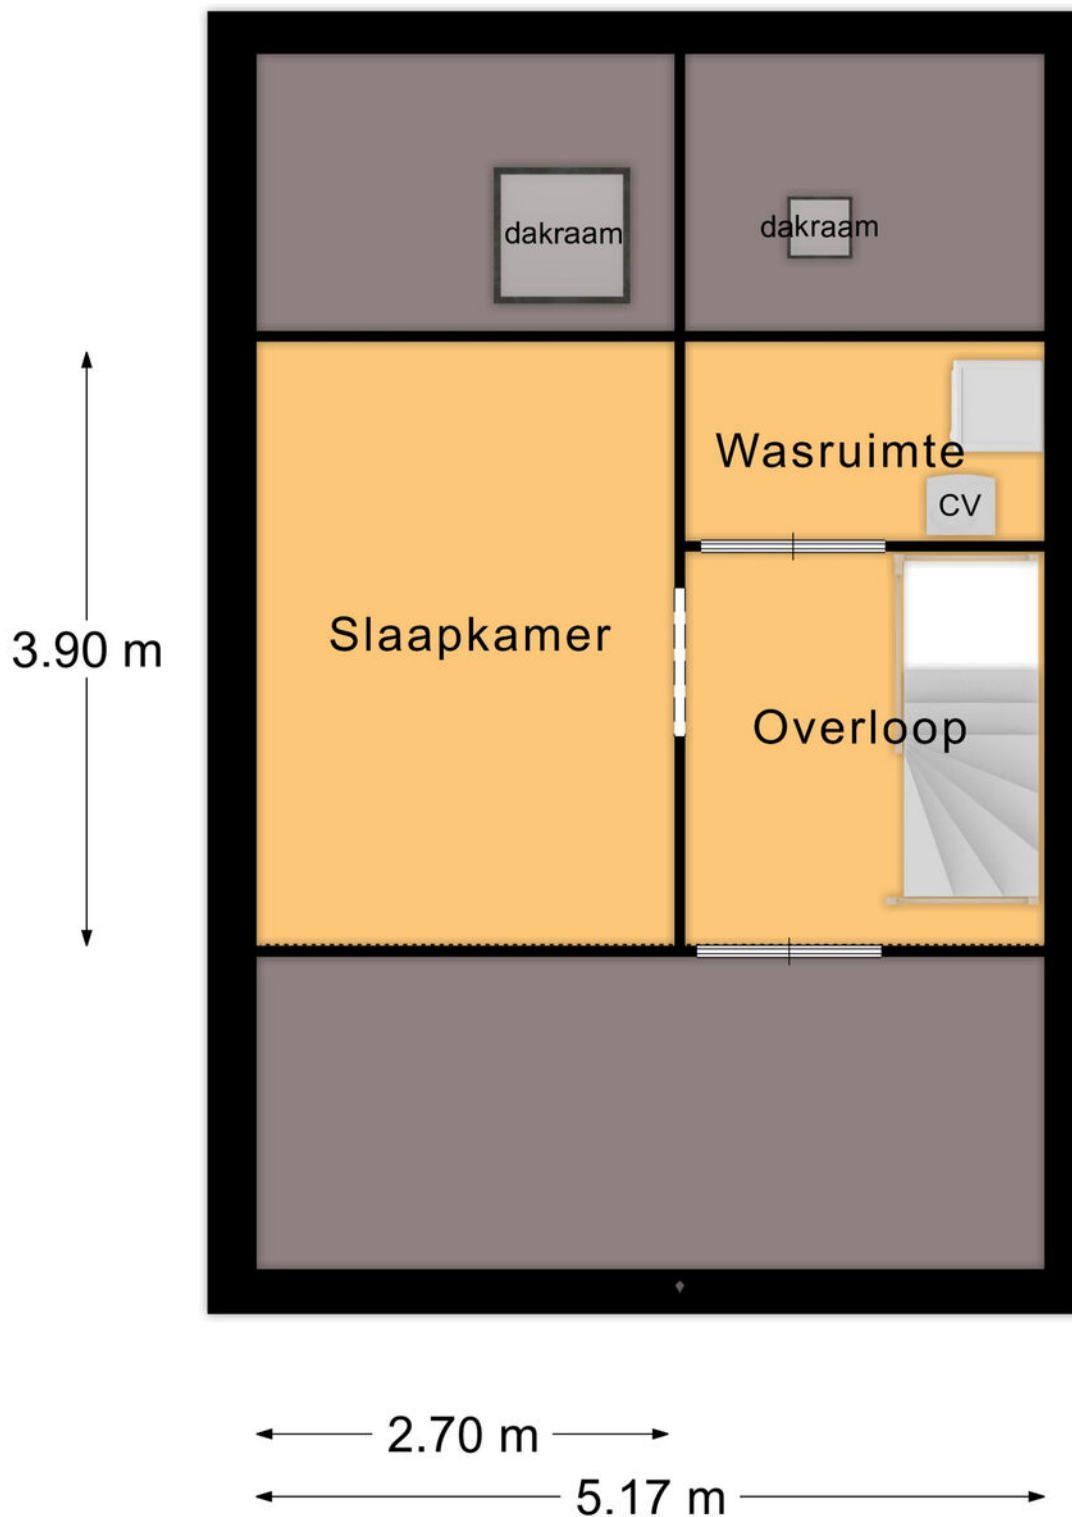 dakraam
dakraam
Wasruimte
CV
3.90 m
Slaapkamer
Overloop
2.70 m
5.17 m